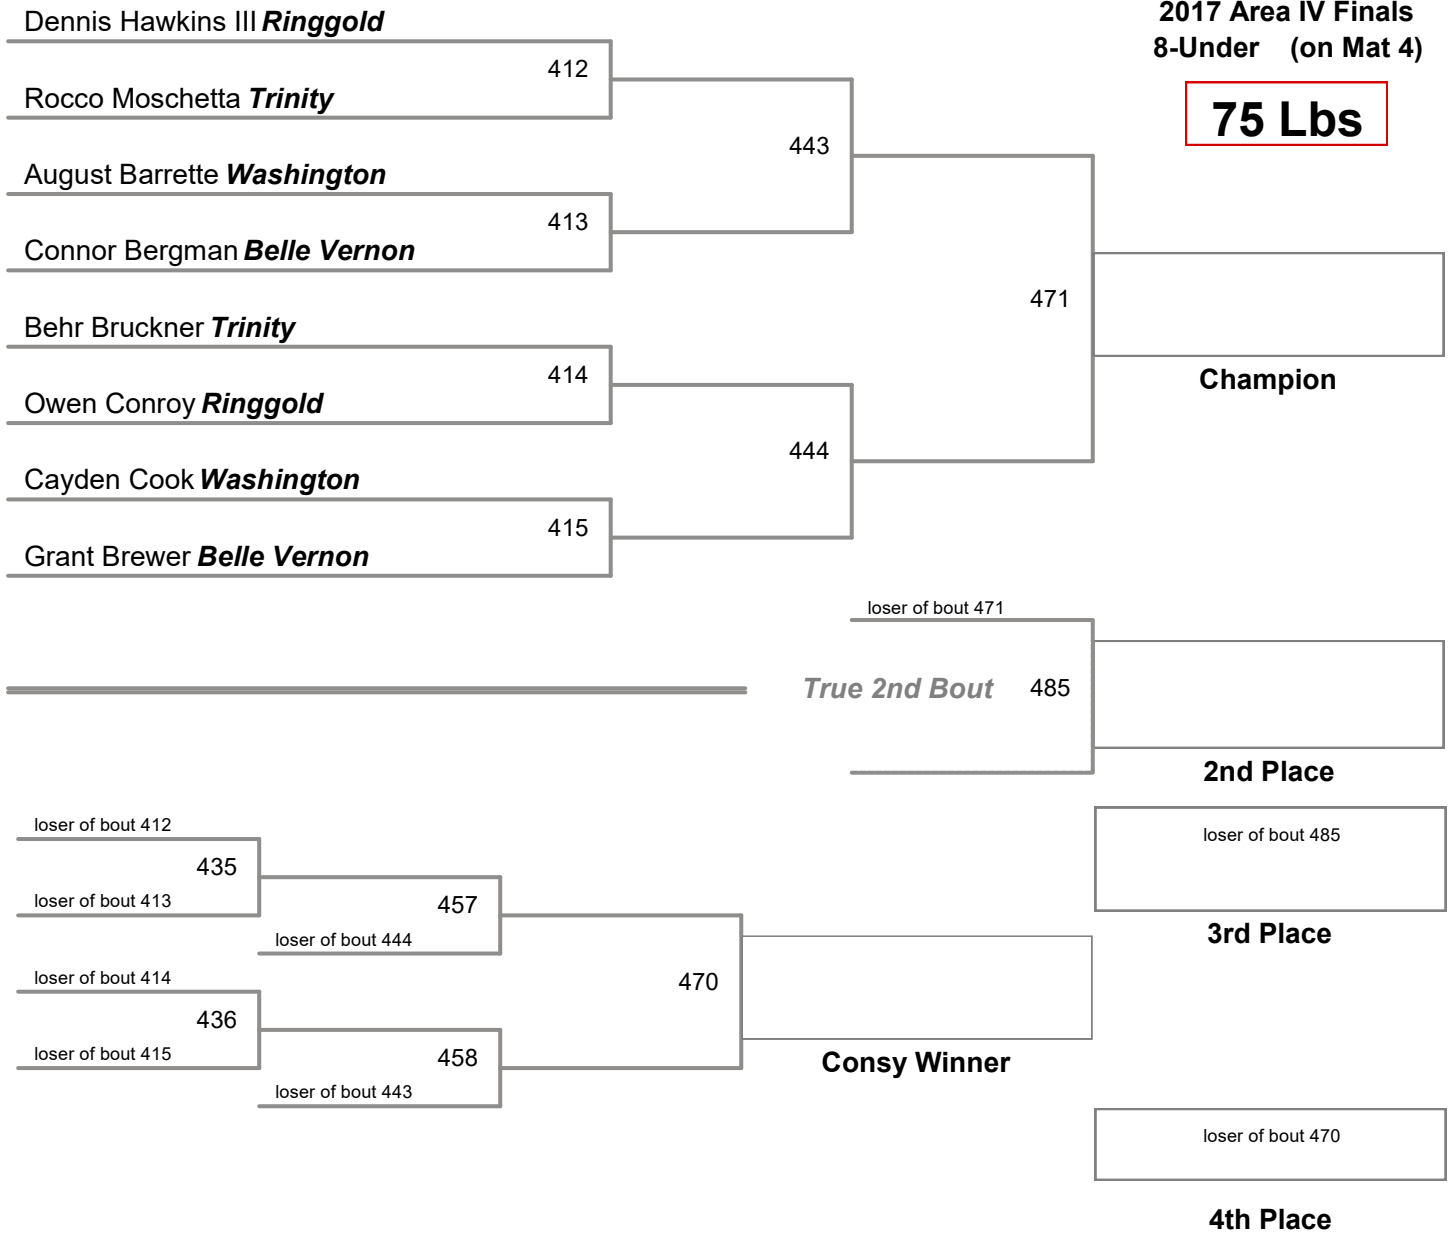 Dennis Hawkins III Ringgold
2017 Area IV Finals
8-Under (on Mat 4)
75 Lbs
412
Rocco Moschetta Trinity
443
August Barrette Washington
413
Connor Bergman Belle Vernon
471
Behr Bruckner Trinity
414
Champion
Owen Conroy Ringgold
444
Cayden Cook Washington
415
Grant Brewer Belle Vernon
loser of bout 471
True 2nd Bout 485
2nd Place
loser of bout 412
loser of bout 485
435
loser of bout 413
457
3rd Place
loser of bout 444
loser of bout 414
470
436
loser of bout 415
458
Consy Winner
loser of bout 443
loser of bout 470
4th Place